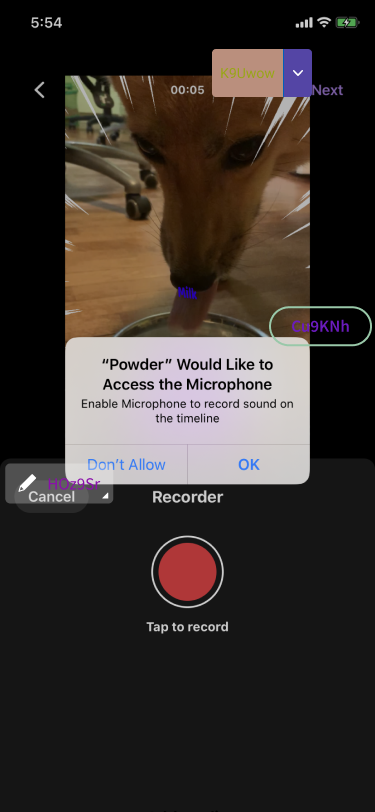 5:54
K9Uwow
00:05
Next
Cu9KNh
“Powder” Would Like to
Access the Microphone
Enable Microphone to record sound on
the timeline
Don’t Allow
OK
HOz9Sr
Cancel
Recorder
Tap to record